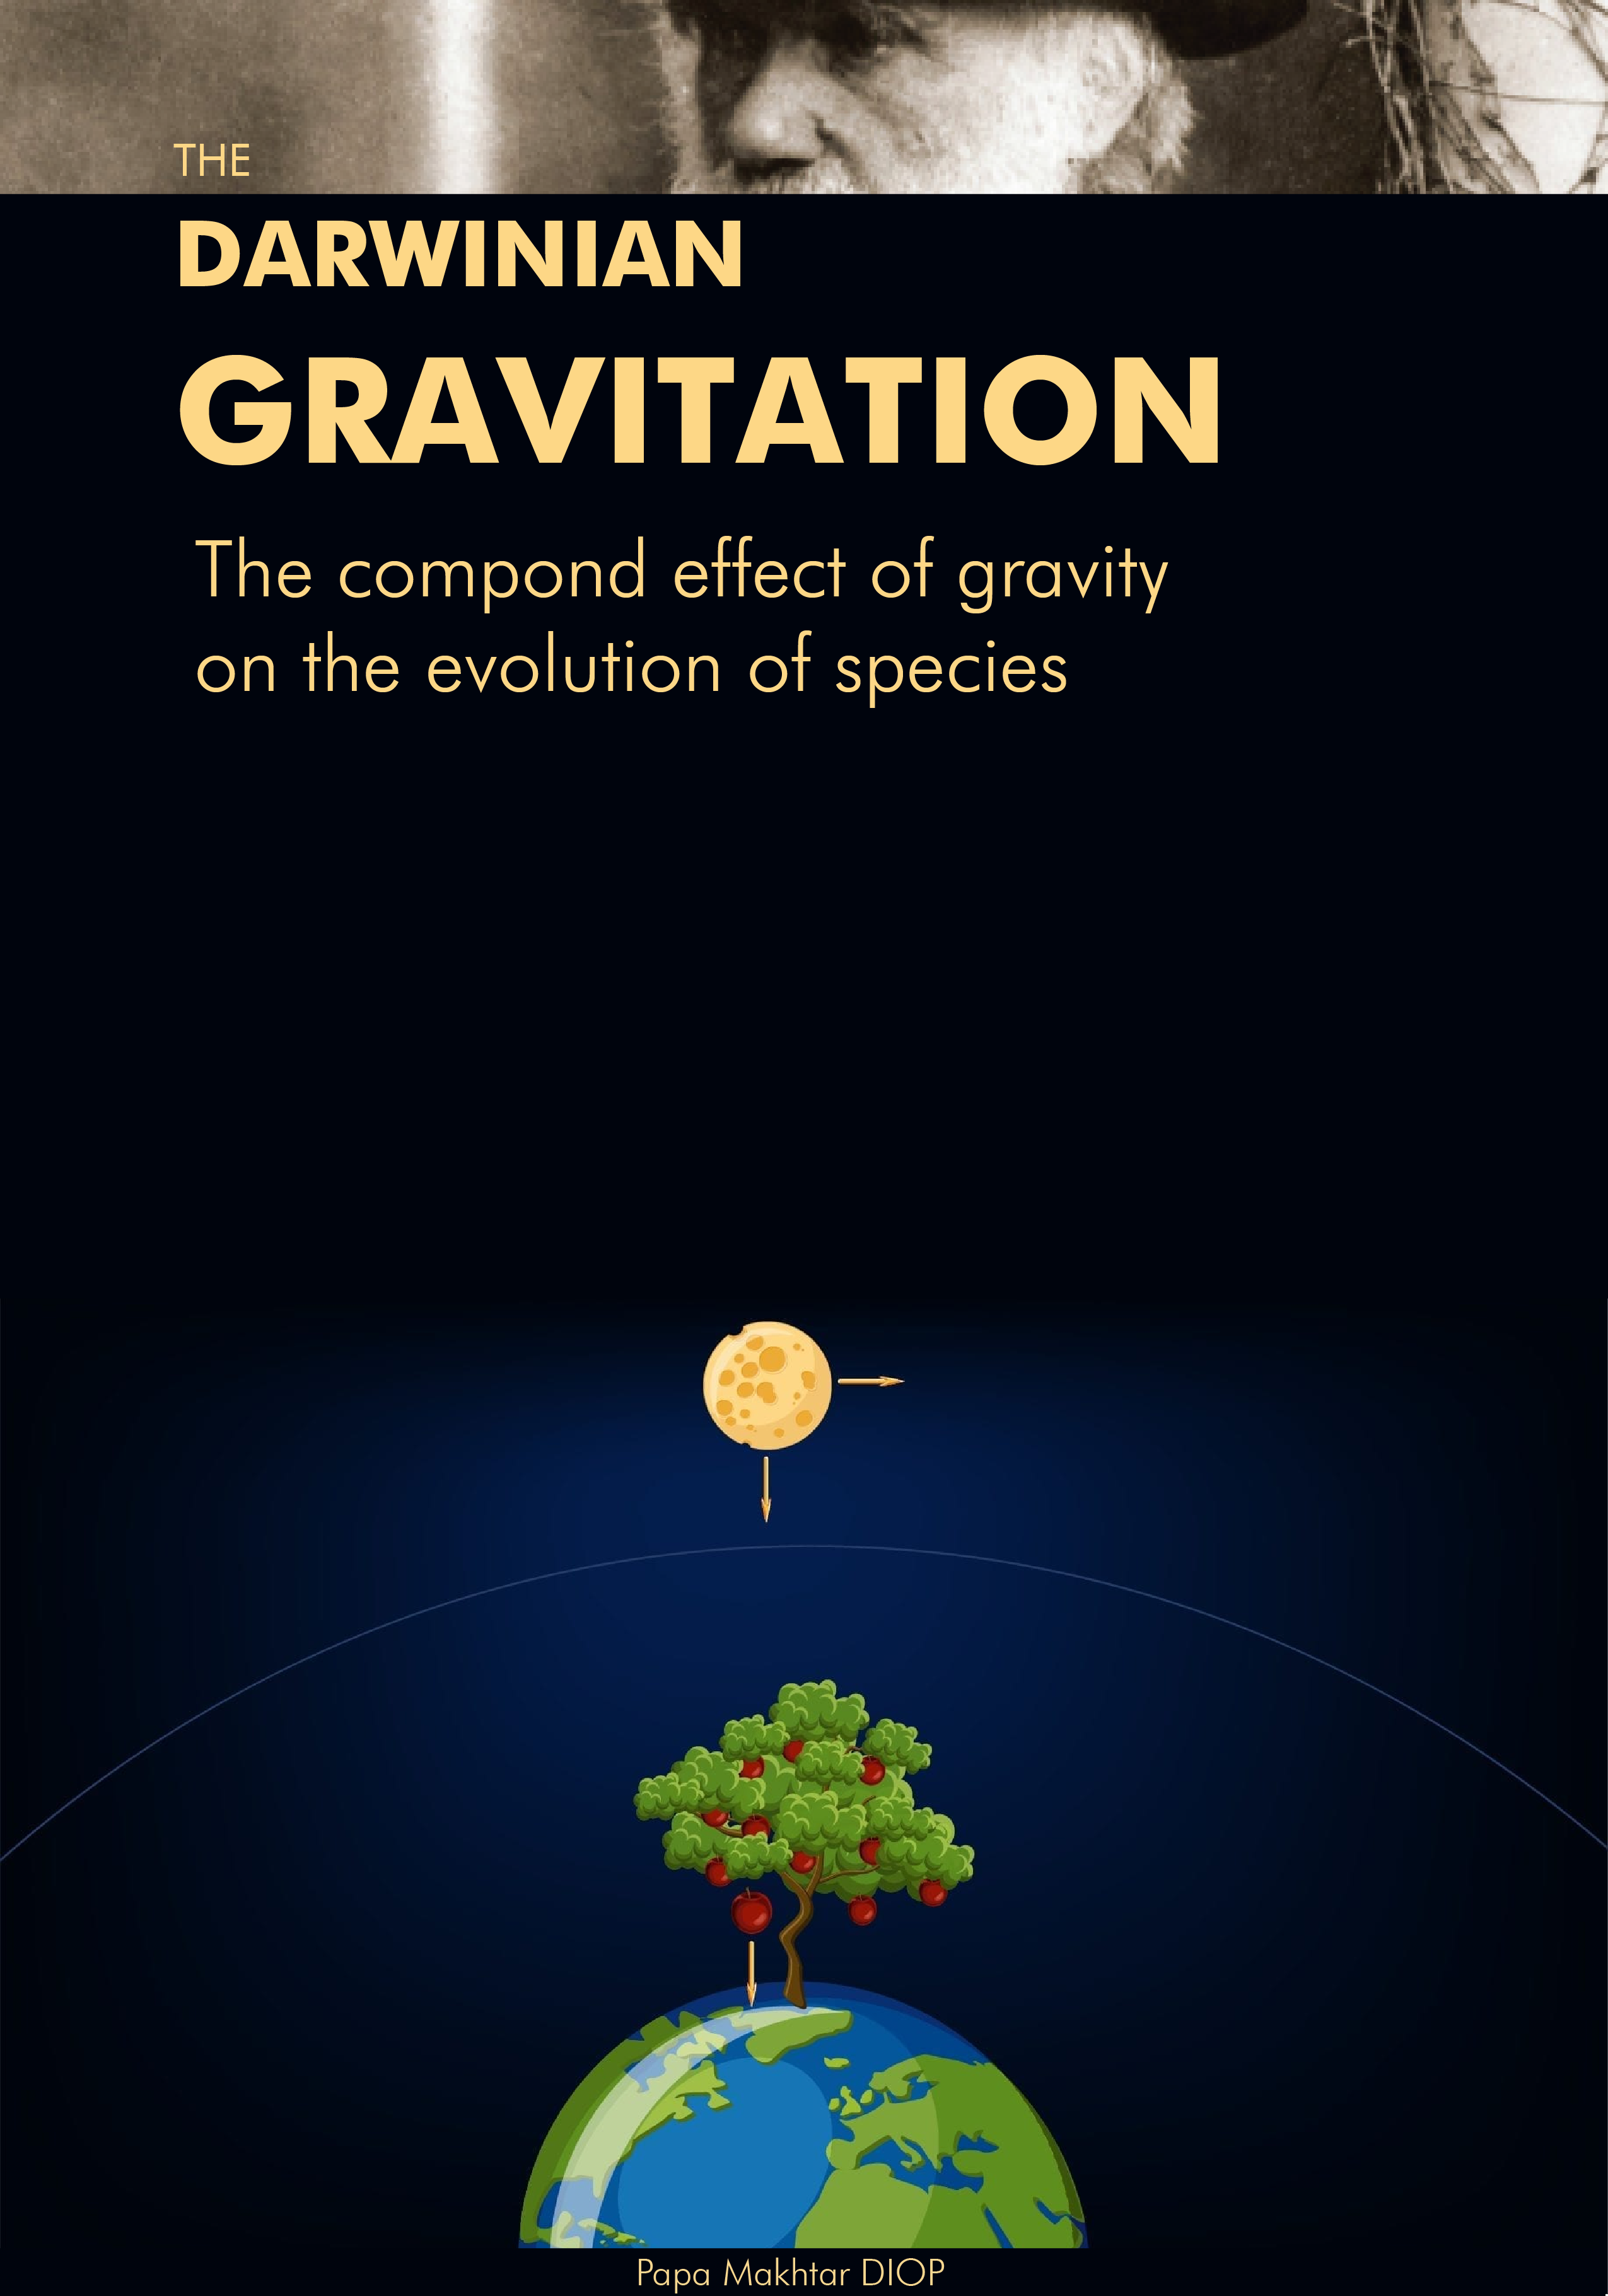 THE
DARWINIAN
GRAVITATION
The compond effect of gravity
on the evolution of species
Papa Makhtar DIOP